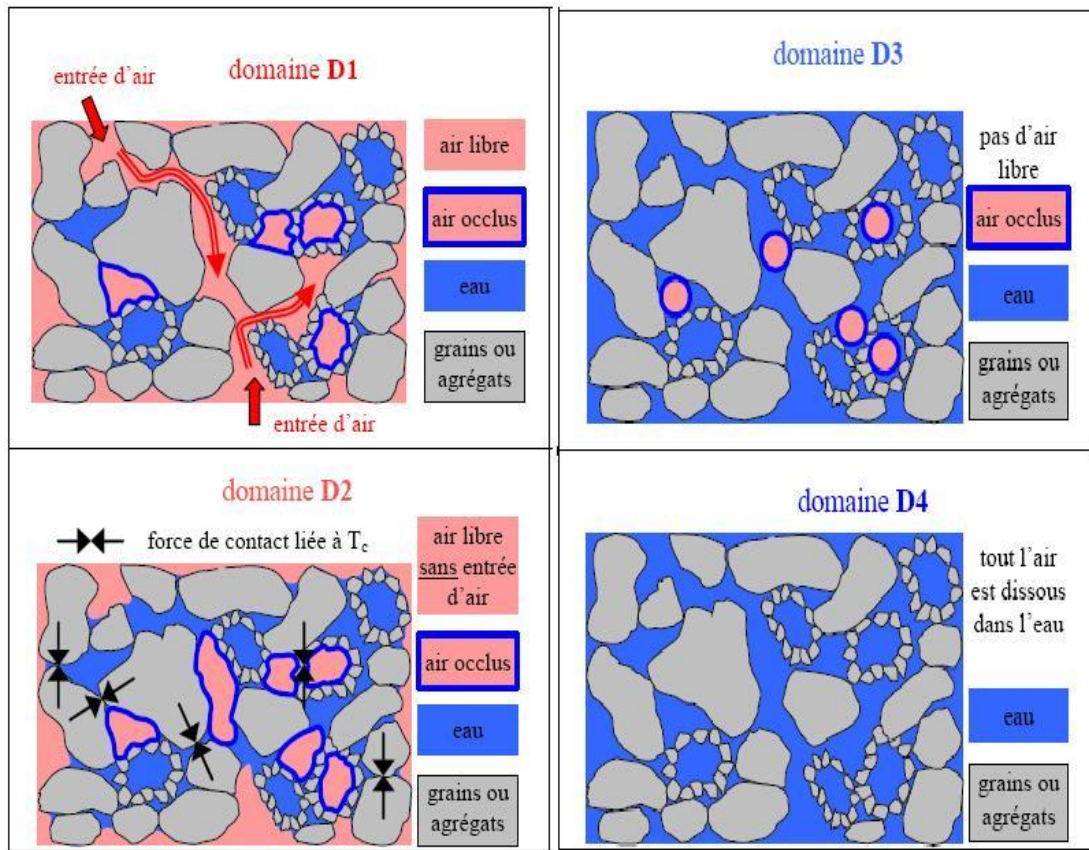 domaine D1
entrée d'air
air libre
air occlus
eau
grains ou
agrégats
entrée d'air
domaine D3
pas d'air
libre
air occlus
eau
grains ou
agrégats
domaine D2
force de contact liée à Tc
air libre
sans entrée
d'air
air occlus
eau
grains ou
agrégats
domaine D4
tout l'air
est dissous
dans l'eau
eau
grains ou
agrégats